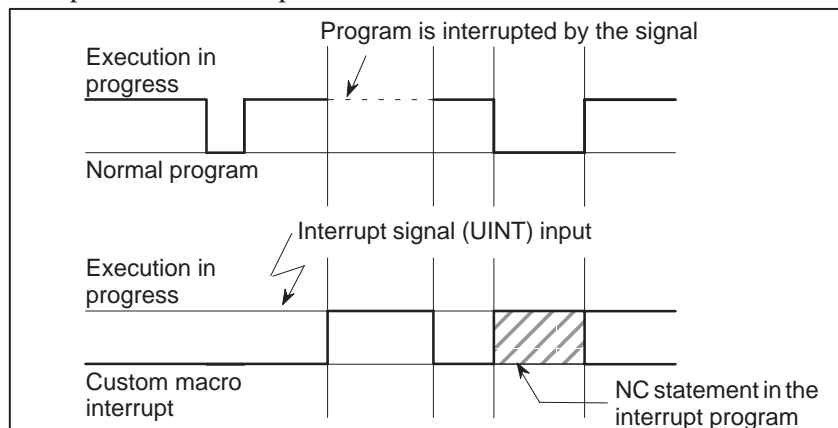 Program is interrupted by the signal
Execution in
progress
Normal program
Interrupt signal (UINT) input
Execution in
progress
Custom macro
interrupt
NC statement in the
interrupt program